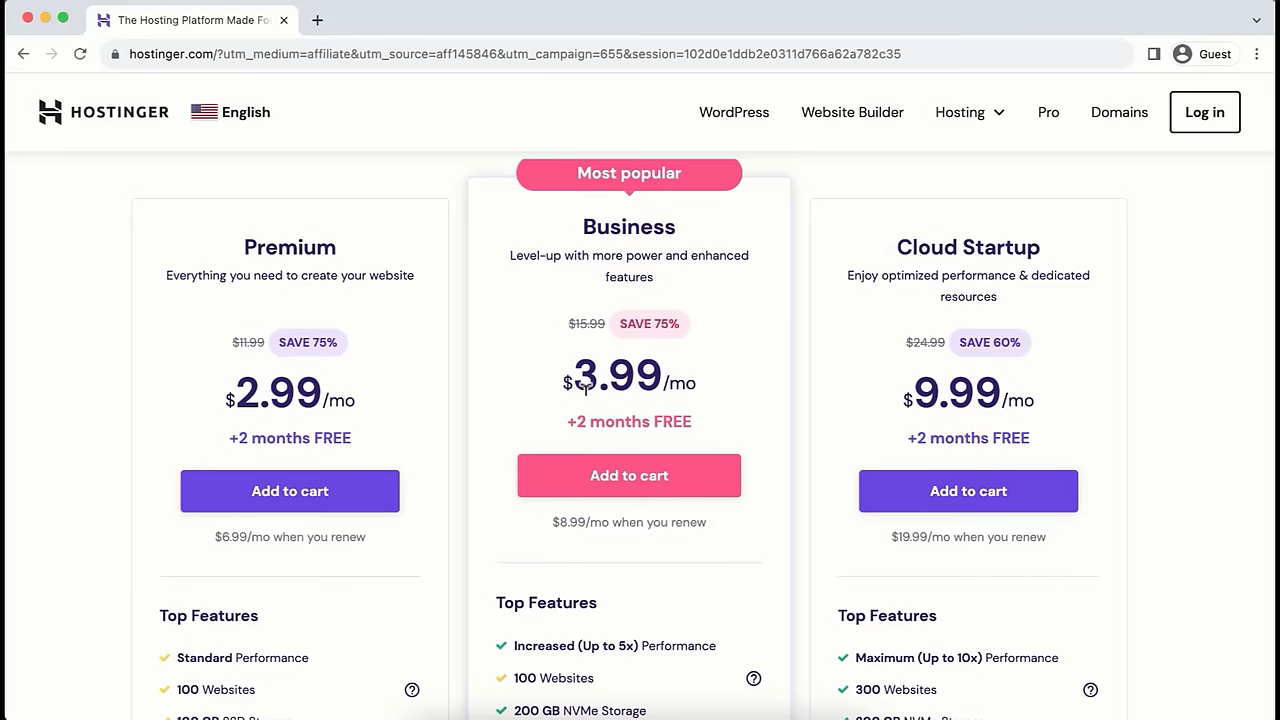 The Hosting Platform Made Fo
hostinger.com/?utm_medium=affiliate&utm_source=aff145846&utm_campaign=655&session=102d0e1ddb2e0311d766a62a782c35
Guest
HOSTINGER
English
WordPress
Website Builder
Hosting
Pro
Domains
Log in
Premium
Everything you need to create your website
$11.99 SAVE 75%
$2.99/mo
+2 months FREE
Add to cart
$6.99/mo when you renew
Top Features
Standard Performance
100 Websites
Most popular
Business
Level-up with more power and enhanced
features
$15.99 SAVE 75%
$3.99/mo
+2 months FREE
Add to cart
$8.99/mo when you renew
Top Features
Increased (Up to 5x) Performance
100 Websites
200 GB NVMe Storage
Cloud Startup
Enjoy optimized performance & dedicated
resources
$24.99 SAVE 60%
$9.99/mo
+2 months FREE
Add to cart
$19.99/mo when you renew
Top Features
Maximum (Up to 10x) Performance
300 Websites